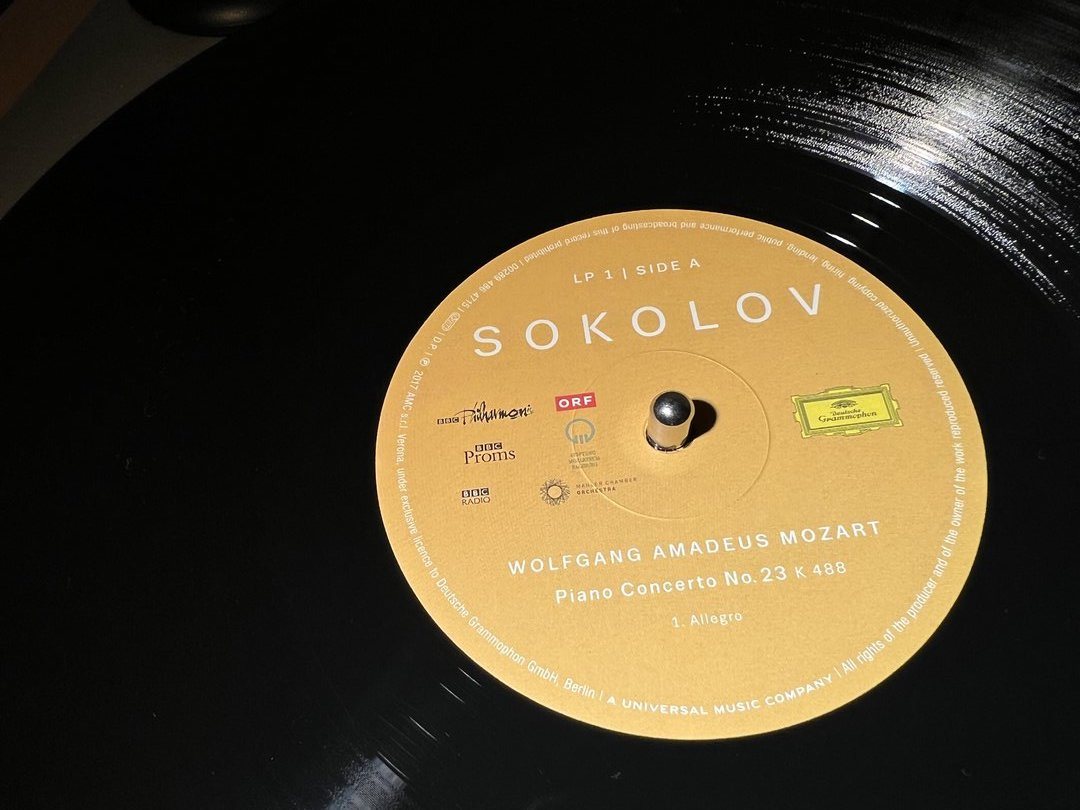 LP 1 | SIDE A
SOKOLOV
BBC Philharmonic
ORF
BBC
Proms
BBC
RADIO
MAHLER CHAMBER
ORCHESTRA
Deutsche
Grammophon
WOLFGANG AMADEUS MOZART
Piano Concerto No. 23 K 488
1. Allegro
℗ 2017 AMC s.r.l. Verona, under exclusive licence to Deutsche Grammophon GmbH, Berlin | A UNIVERSAL MUSIC COMPANY | All rights of the producer and of the owner of the work reproduced reserved | Unauthorized copying, hiring, lending, public performance and broadcasting of this record prohibited | 00289 486 4715 |